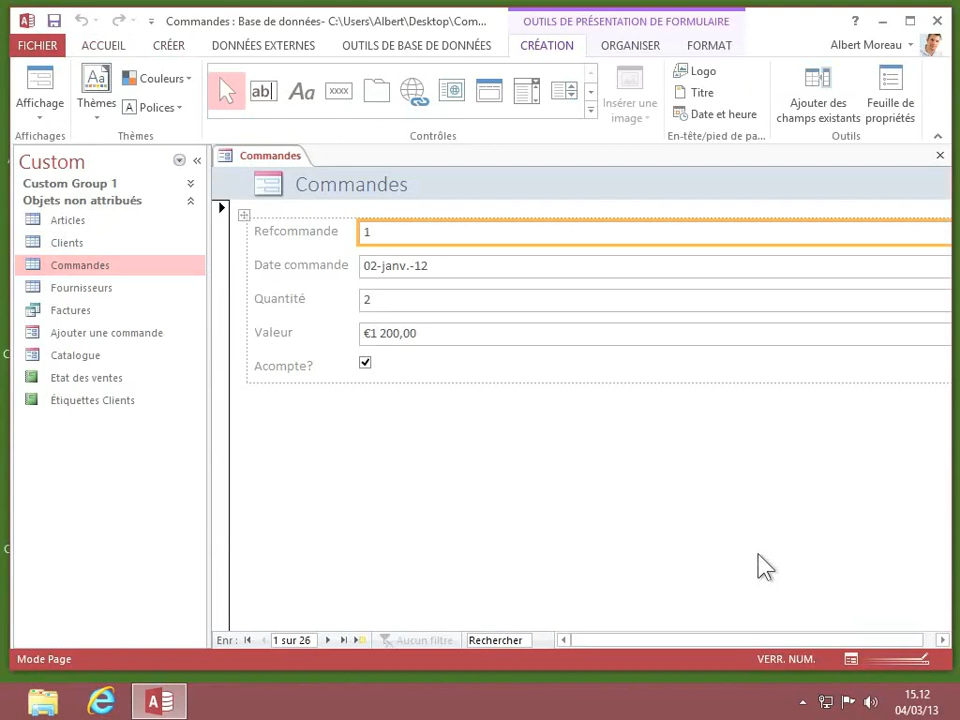 Commandes : Base de données- C:\Users\Albert\Desktop\Com...
OUTILS DE PRÉSENTATION DE FORMULAIRE
?
FICHIER
ACCUEIL
CRÉER
DONNÉES EXTERNES
OUTILS DE BASE DE DONNÉES
CRÉATION
ORGANISER
FORMAT
Albert Moreau
Affichage
Aa
Thèmes
Couleurs
A Polices
ab
Aa
xxxx
Insérer une
image
Logo
Titre
Date et heure
Ajouter des
champs existants
Feuille de
propriétés
Affichages
Thèmes
Contrôles
En-tête/pied de pa...
Outils
Custom
Custom Group 1
Objets non attribués
Articles
Clients
Commandes
Fournisseurs
Factures
Ajouter une commande
Catalogue
Etat des ventes
Étiquettes Clients
Commandes
Commandes
Refcommande
1
Date commande
02-janv.-12
Quantité
2
Valeur
€1 200,00
Acompte?
Enr :
1 sur 26
Aucun filtre
Rechercher
Mode Page
VERR. NUM.
15.12
04/03/13